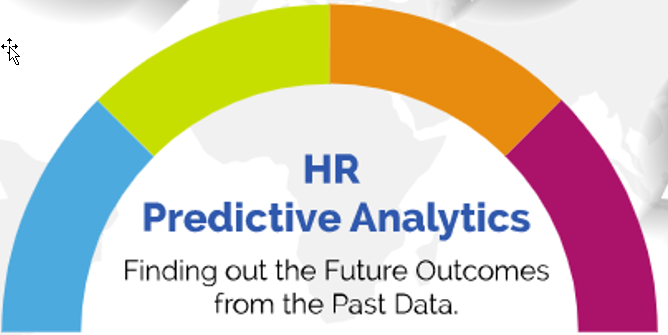 HR
Predictive Analytics
Finding out the Future Outcomes
from the Past Data.